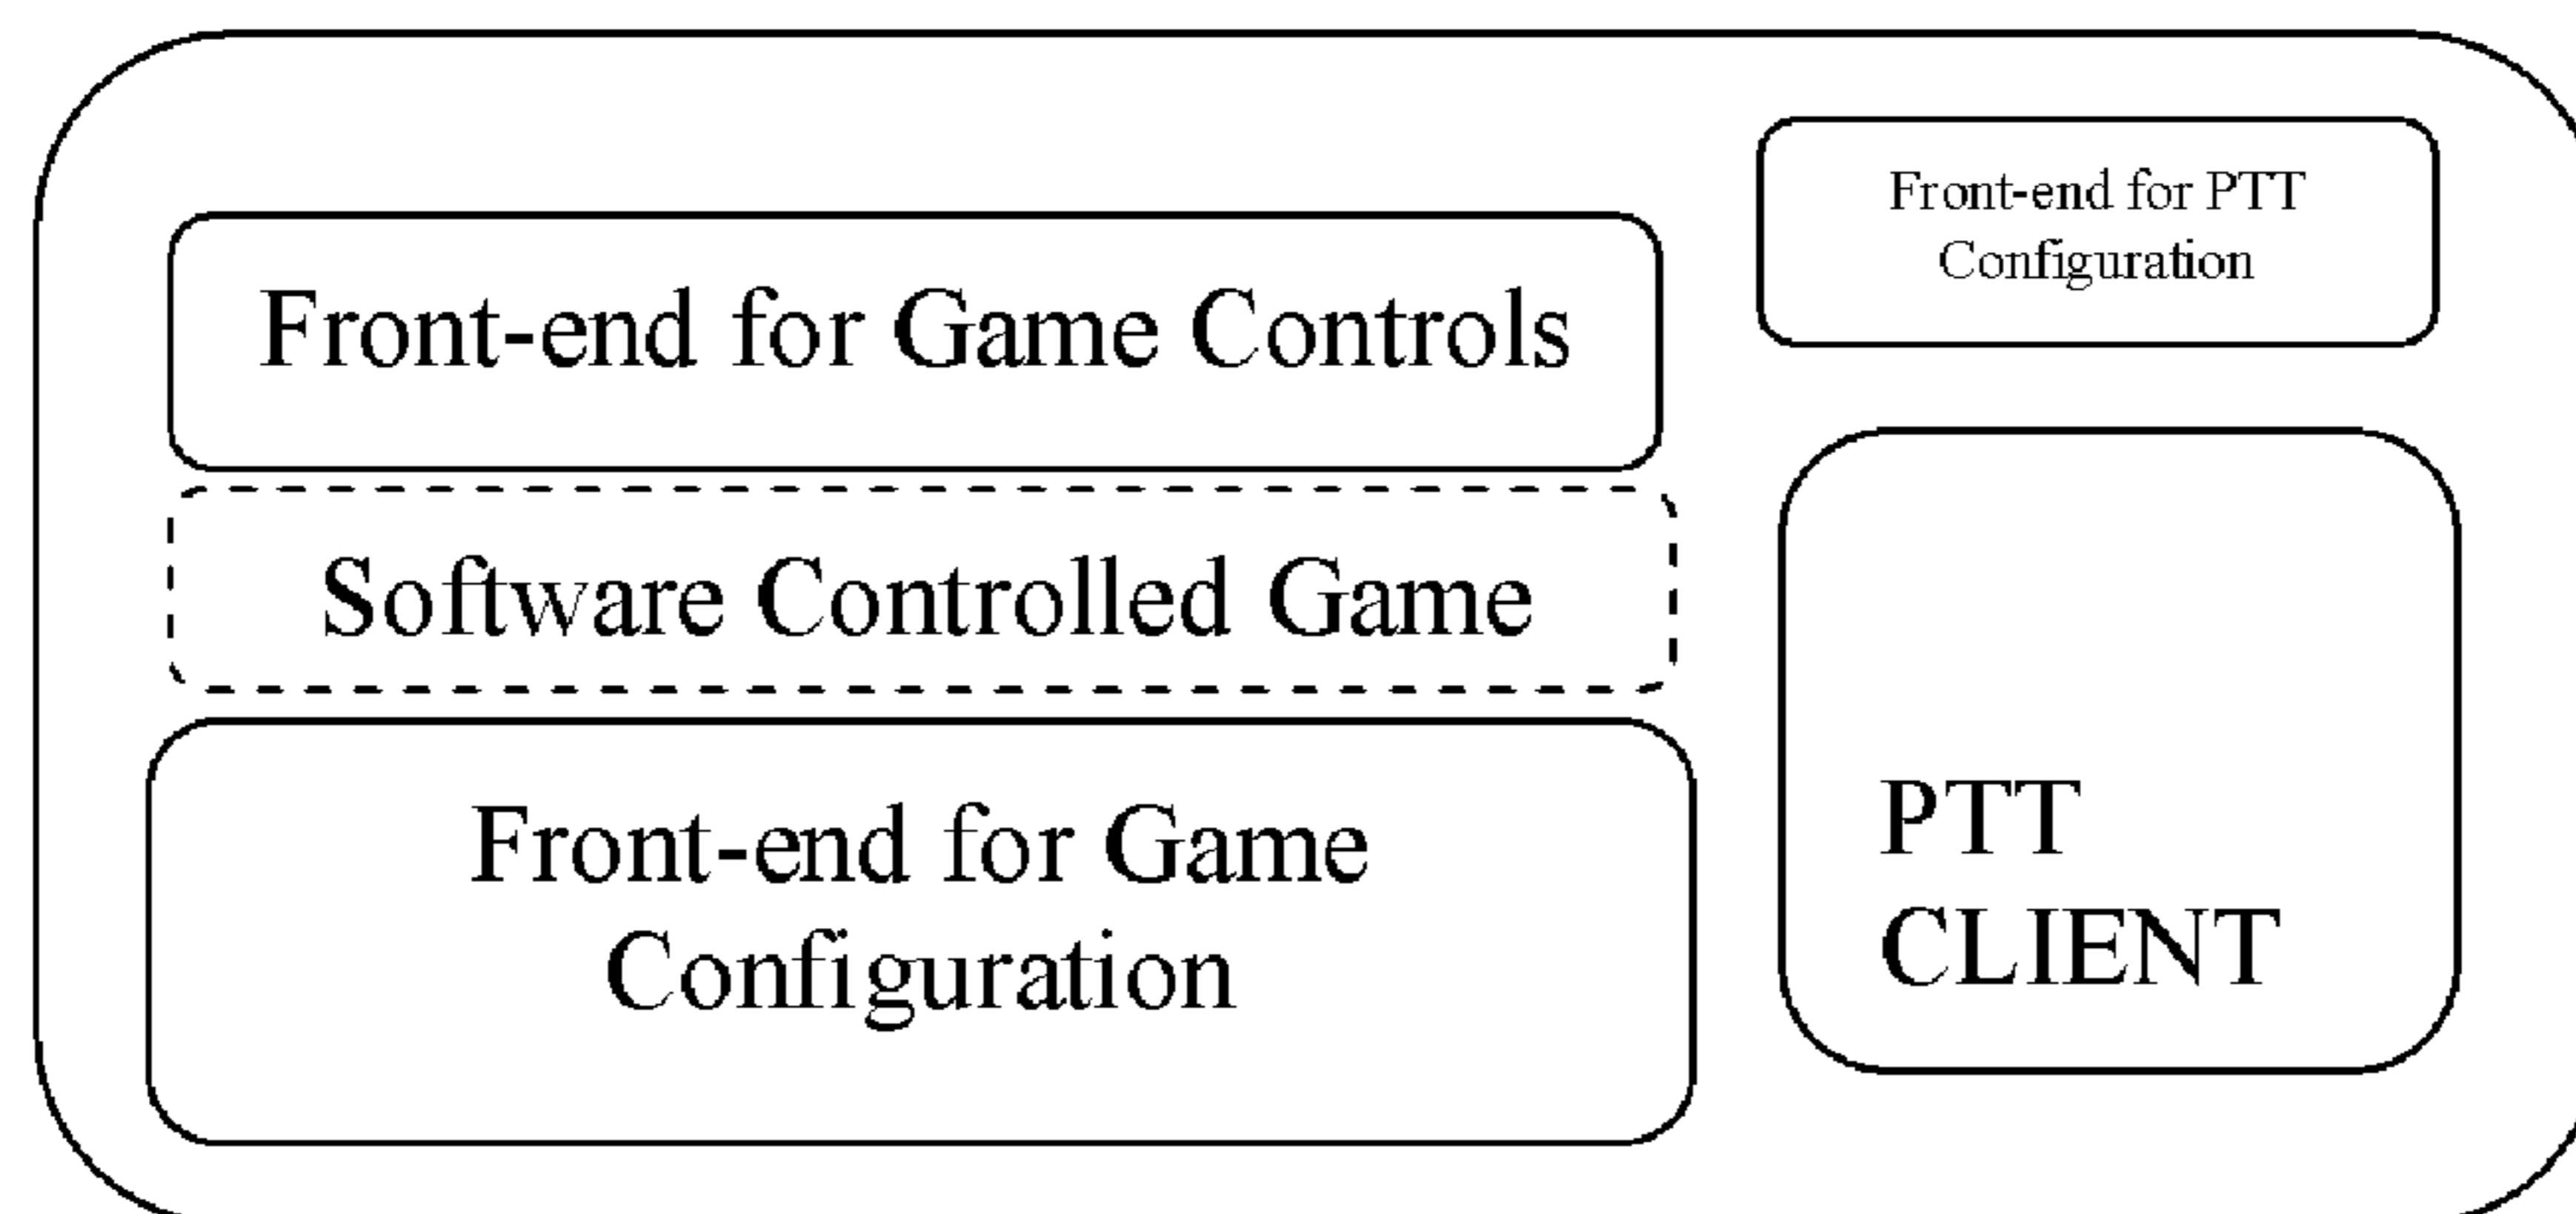 Front-end for Game Controls
Software Controlled Game
Front-end for Game
Configuration
Front-end for PTT
Configuration
PTT
CLIENT